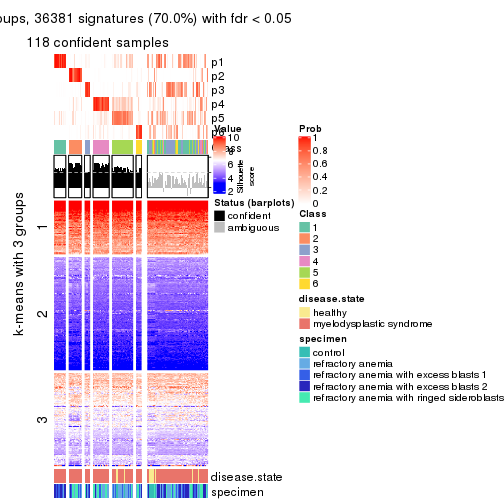 oups, 36381 signatures (70.0%) with fdr < 0.05
118 confident samples
p1
p2
p3
p4
p5
Value
10
8
6
4
2
Silhouette
score
Status (barplots)
confident
ambiguous
Prob
1
0.8
0.6
0.4
0.2
0
Class
1
2
3
4
5
6
disease.state
healthy
myelodysplastic syndrome
specimen
control
refractory anemia
refractory anemia with excess blasts 1
refractory anemia with excess blasts 2
refractory anemia with ringed sideroblasts
k-means with 3 groups
1
2
3
disease.state
specimen